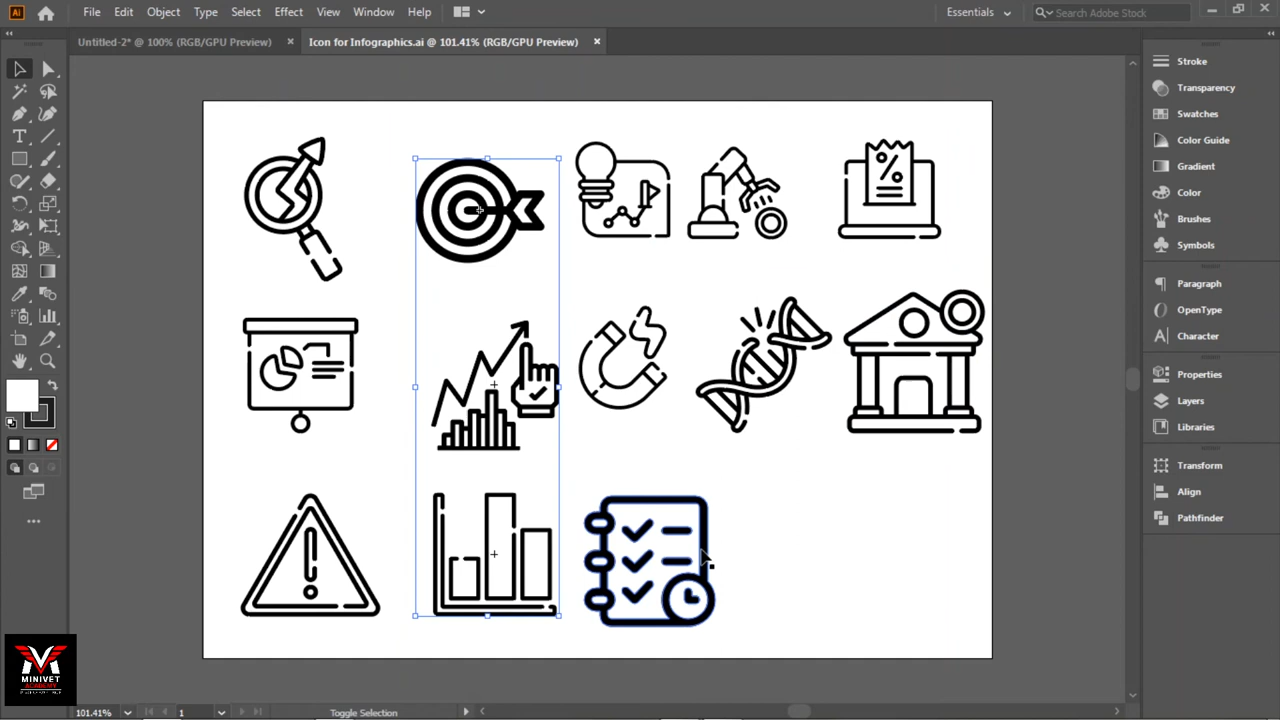 Ai
File Edit Object Type Select Effect View Window Help
Essentials
Search Adobe Stock
Untitled-2* @ 100% (RGB/GPU Preview)
Icon for Infographics.ai @ 101.41% (RGB/GPU Preview)
Stroke
Transparency
Swatches
Color Guide
Gradient
Color
Brushes
Symbols
Paragraph
OpenType
Character
Properties
Layers
Libraries
Transform
Align
Pathfinder
%
MINIVET
101.41%
1
Toggle Selection